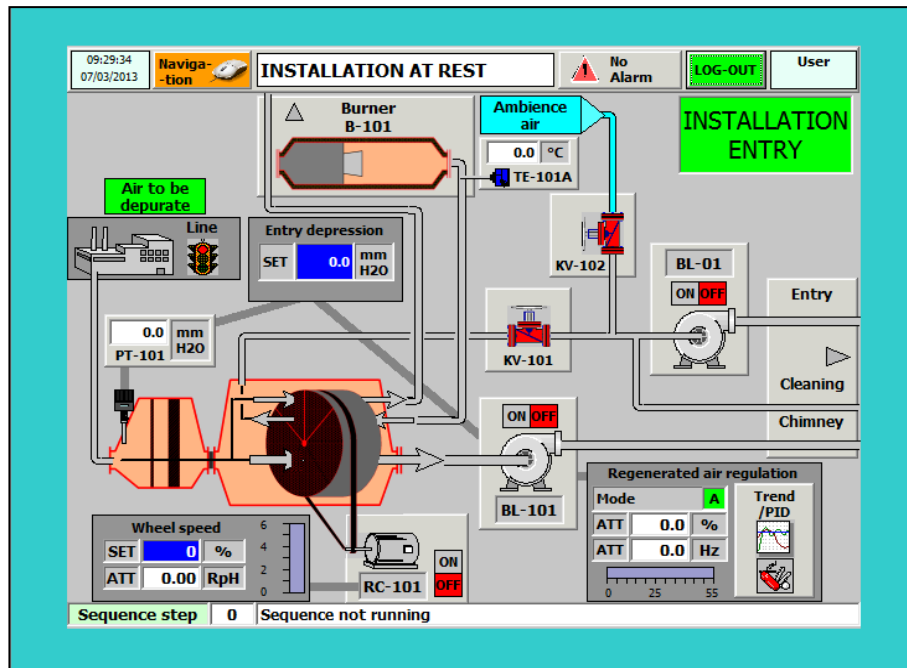 09:29:34
07/03/2013
Naviga-
-tion
INSTALLATION AT REST
No
Alarm
LOG-OUT
User
Burner
B-101
Ambience
air
INSTALLATION
ENTRY
0.0 °C
TE-101A
Air to be
depurate
Line
Entry depression
SET 0.0 mm
H2O
KV-102
BL-01
ON OFF
Entry
0.0 mm
H2O
PT-101
KV-101
Cleaning
Chimney
ON OFF
BL-101
Regenerated air regulation
Mode A
ATT 0.0 %
ATT 0.0 Hz
0 25 55
Trend
/PID
Wheel speed
SET 0 %
ATT 0.00 RpH
6
4
2
0
RC-101
ON
OFF
Sequence step 0 Sequence not running